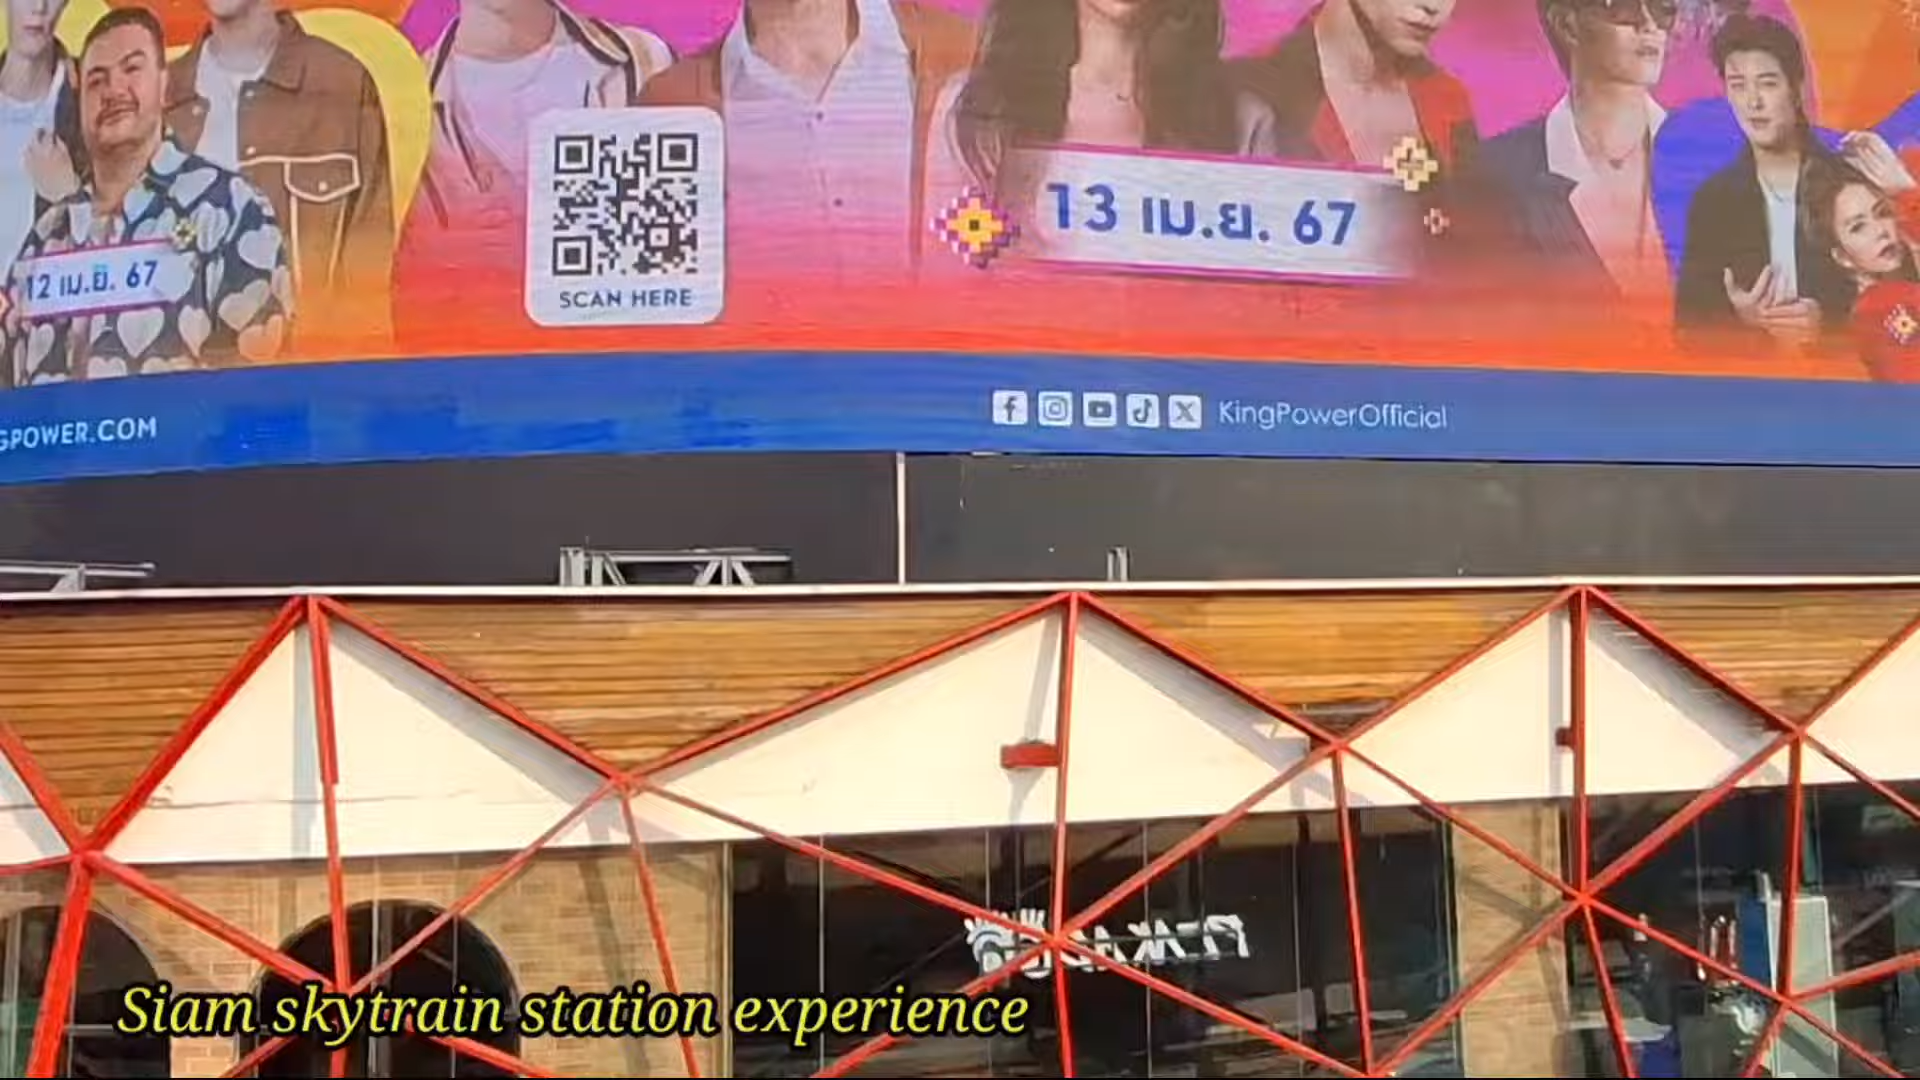 12 เม.ย. 67
SCAN HERE
13 เม.ย. 67
GPOWER.COM
KingPowerOfficial
Siam skytrain station experience